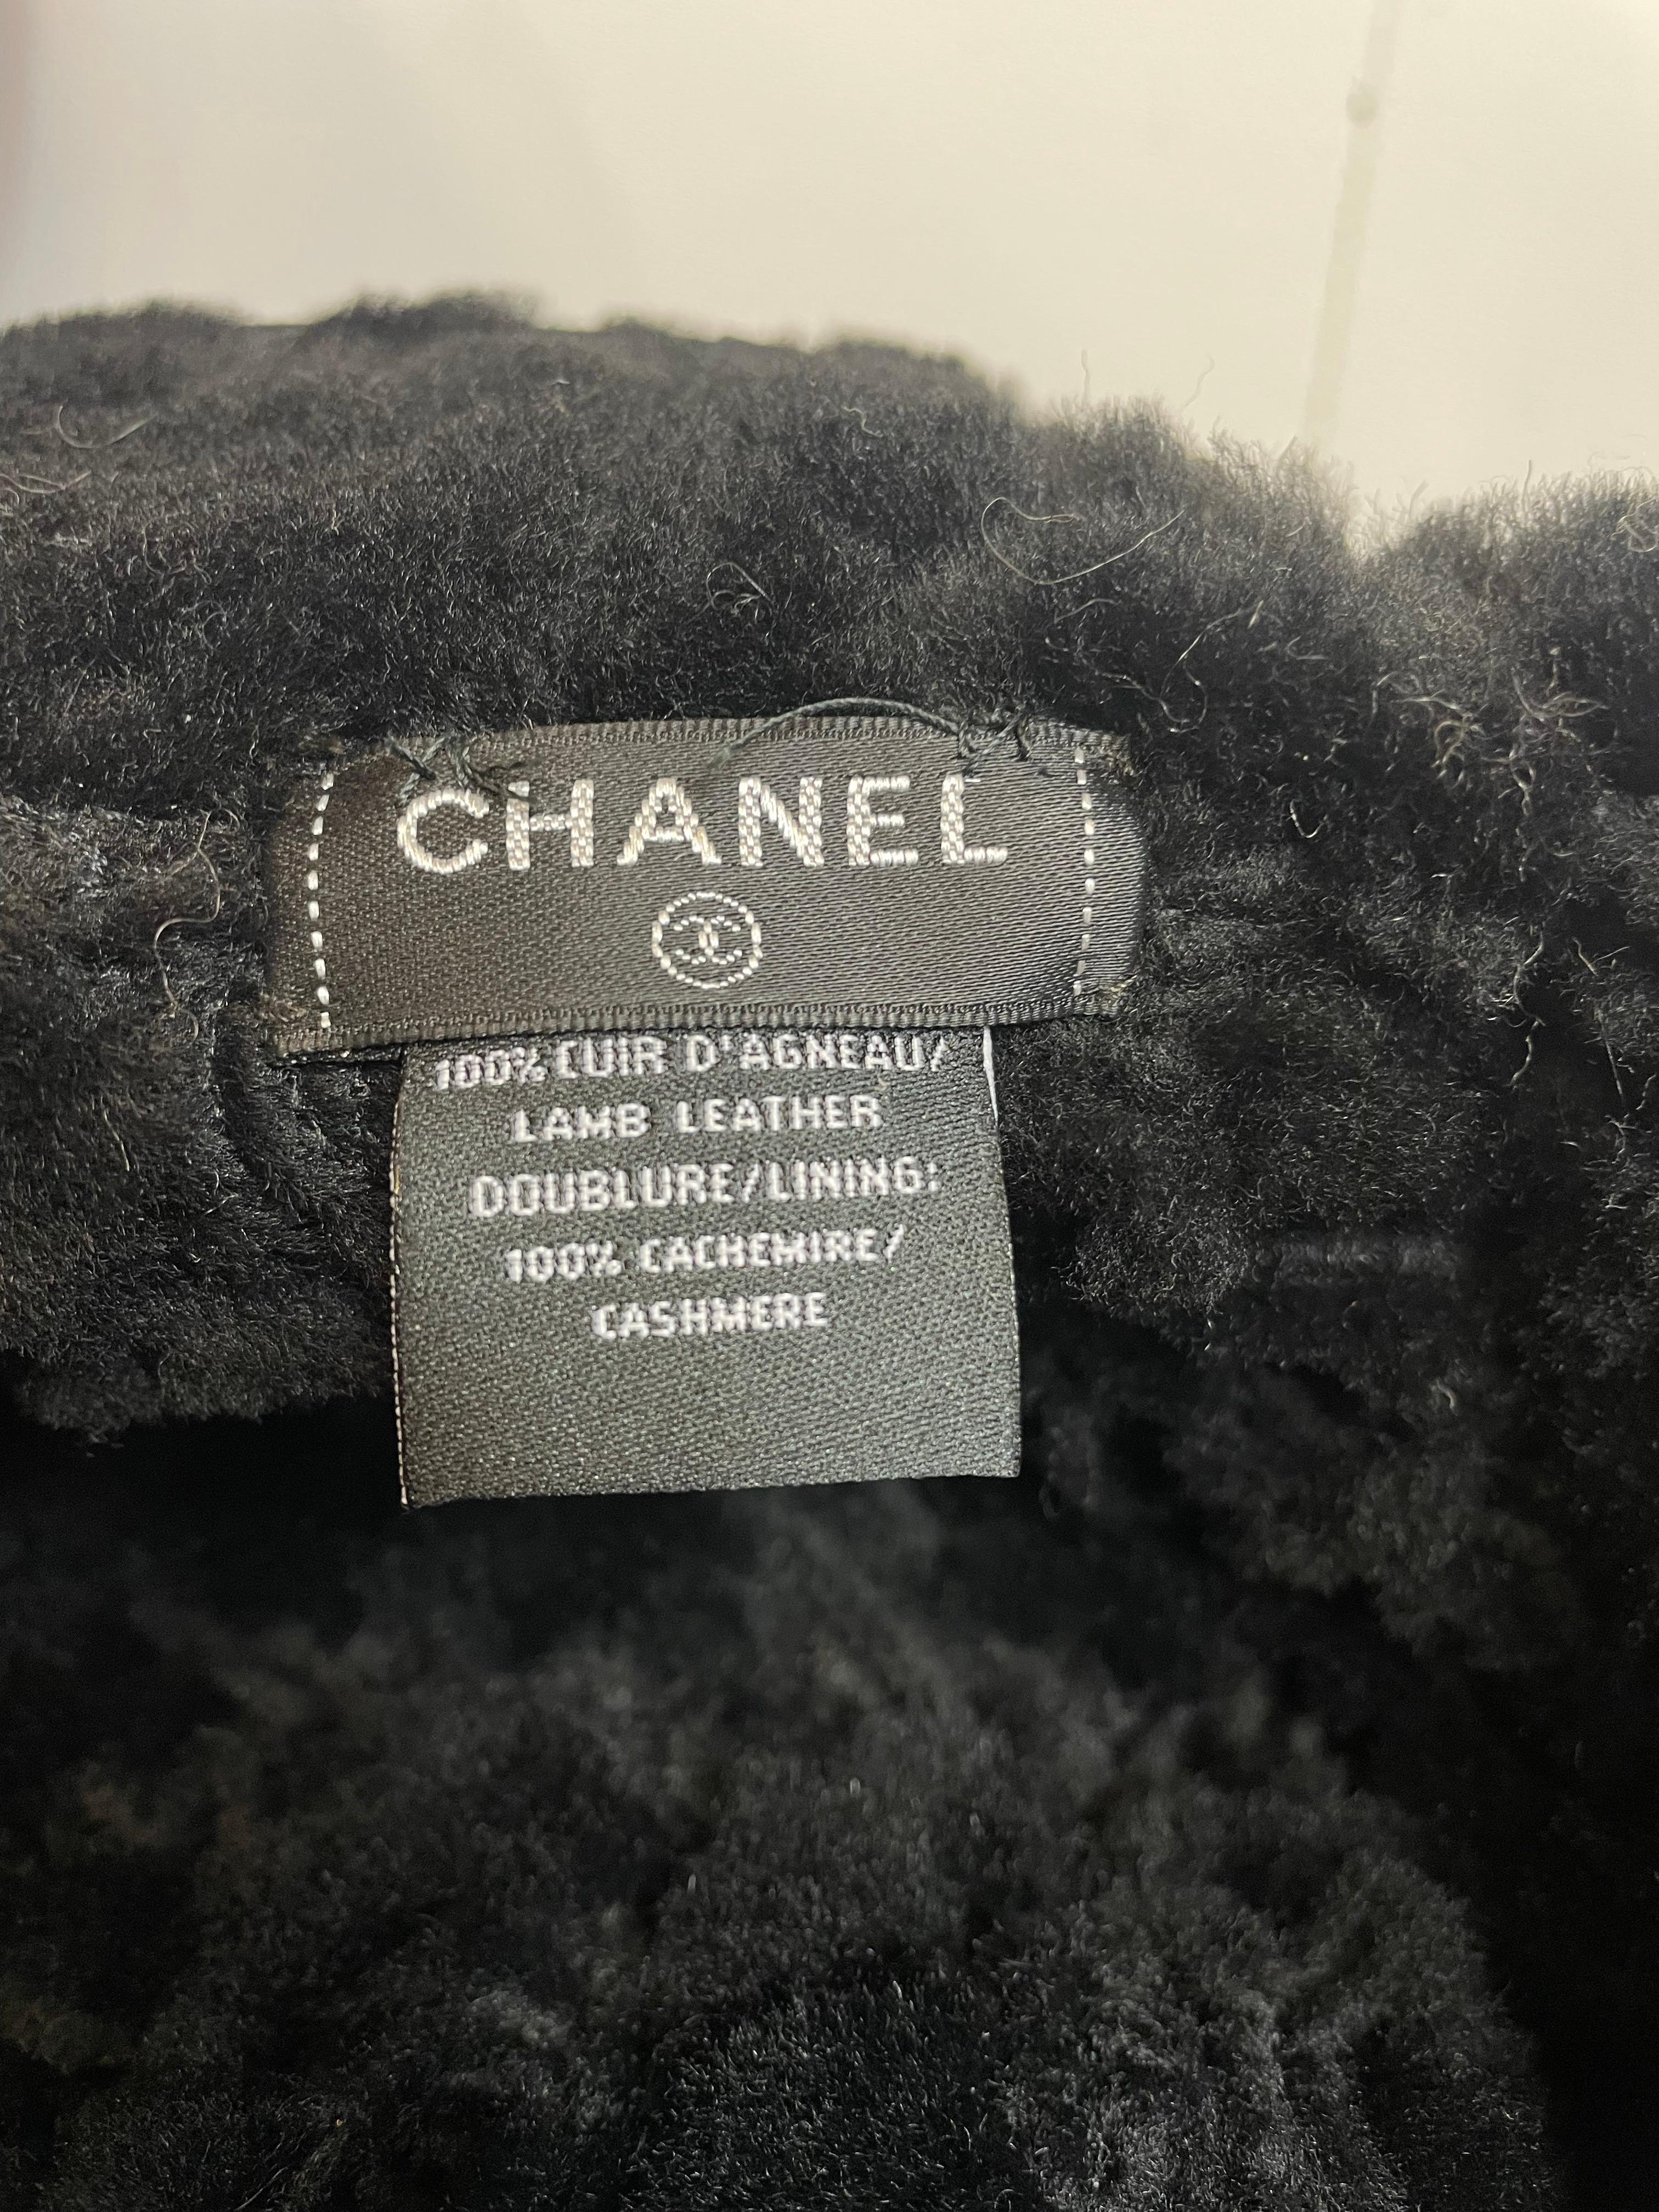 CHANEL
100% CUIR D'AGNEAU/
LAMB LEATHER
DOUBLURE/LINING:
100% CACHEMIRE/
CASHMERE